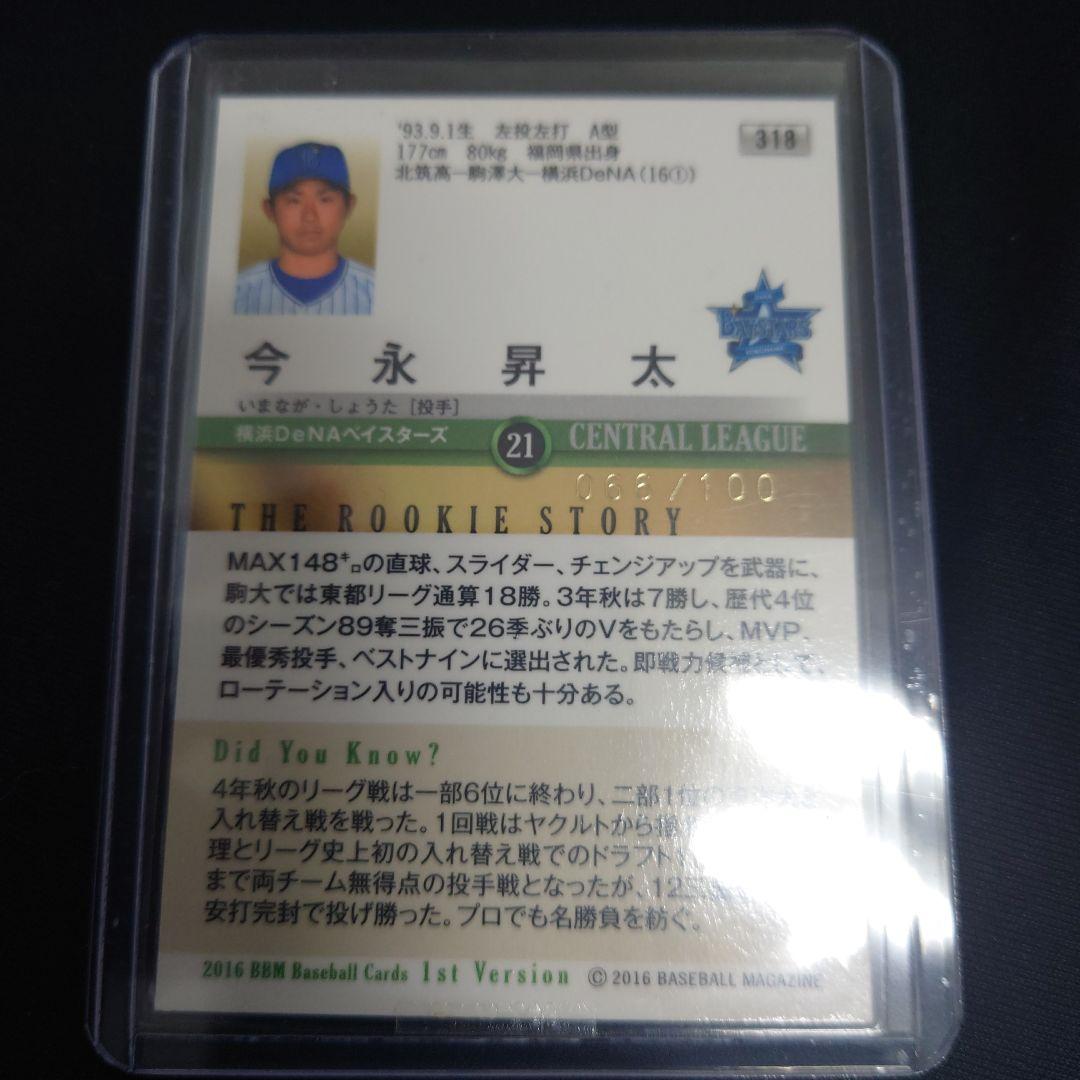 '93.9.1生 左投左打 A型
318
177cm 80kg 福岡県出身
北筑高ー駒澤大ー横浜DeNA(16①)
BAYSTARS
YOKOHAMA
今永昇太
いまなが・しょうた [投手]
横浜DeNAベイスターズ 21 CENTRAL LEAGUE
/100
THE ROOKIE STORY
MAX148㌔の直球、スライダー、チェンジアップを武器に、
駒大では東都リーグ通算18勝。3年秋は7勝し、歴代4位
のシーズン89奪三振で26季ぶりのVをもたらし、MVP、
最優秀投手、ベストナインに選出された。即戦力候補として、
ローテーション入りの可能性も十分ある。
Did You Know?
4年秋のリーグ戦は一部6位に終わり、二部1位の
入れ替え戦を戦った。1回戦はヤクルトから
理とリーグ史上初の入れ替え戦でのドラフト
まで両チーム無得点の投手戦となったが、12
安打完封で投げ勝った。プロでも名勝負を紡ぐ。
2016 BBM Baseball Cards 1st Version © 2016 BASEBALL MAGAZINE